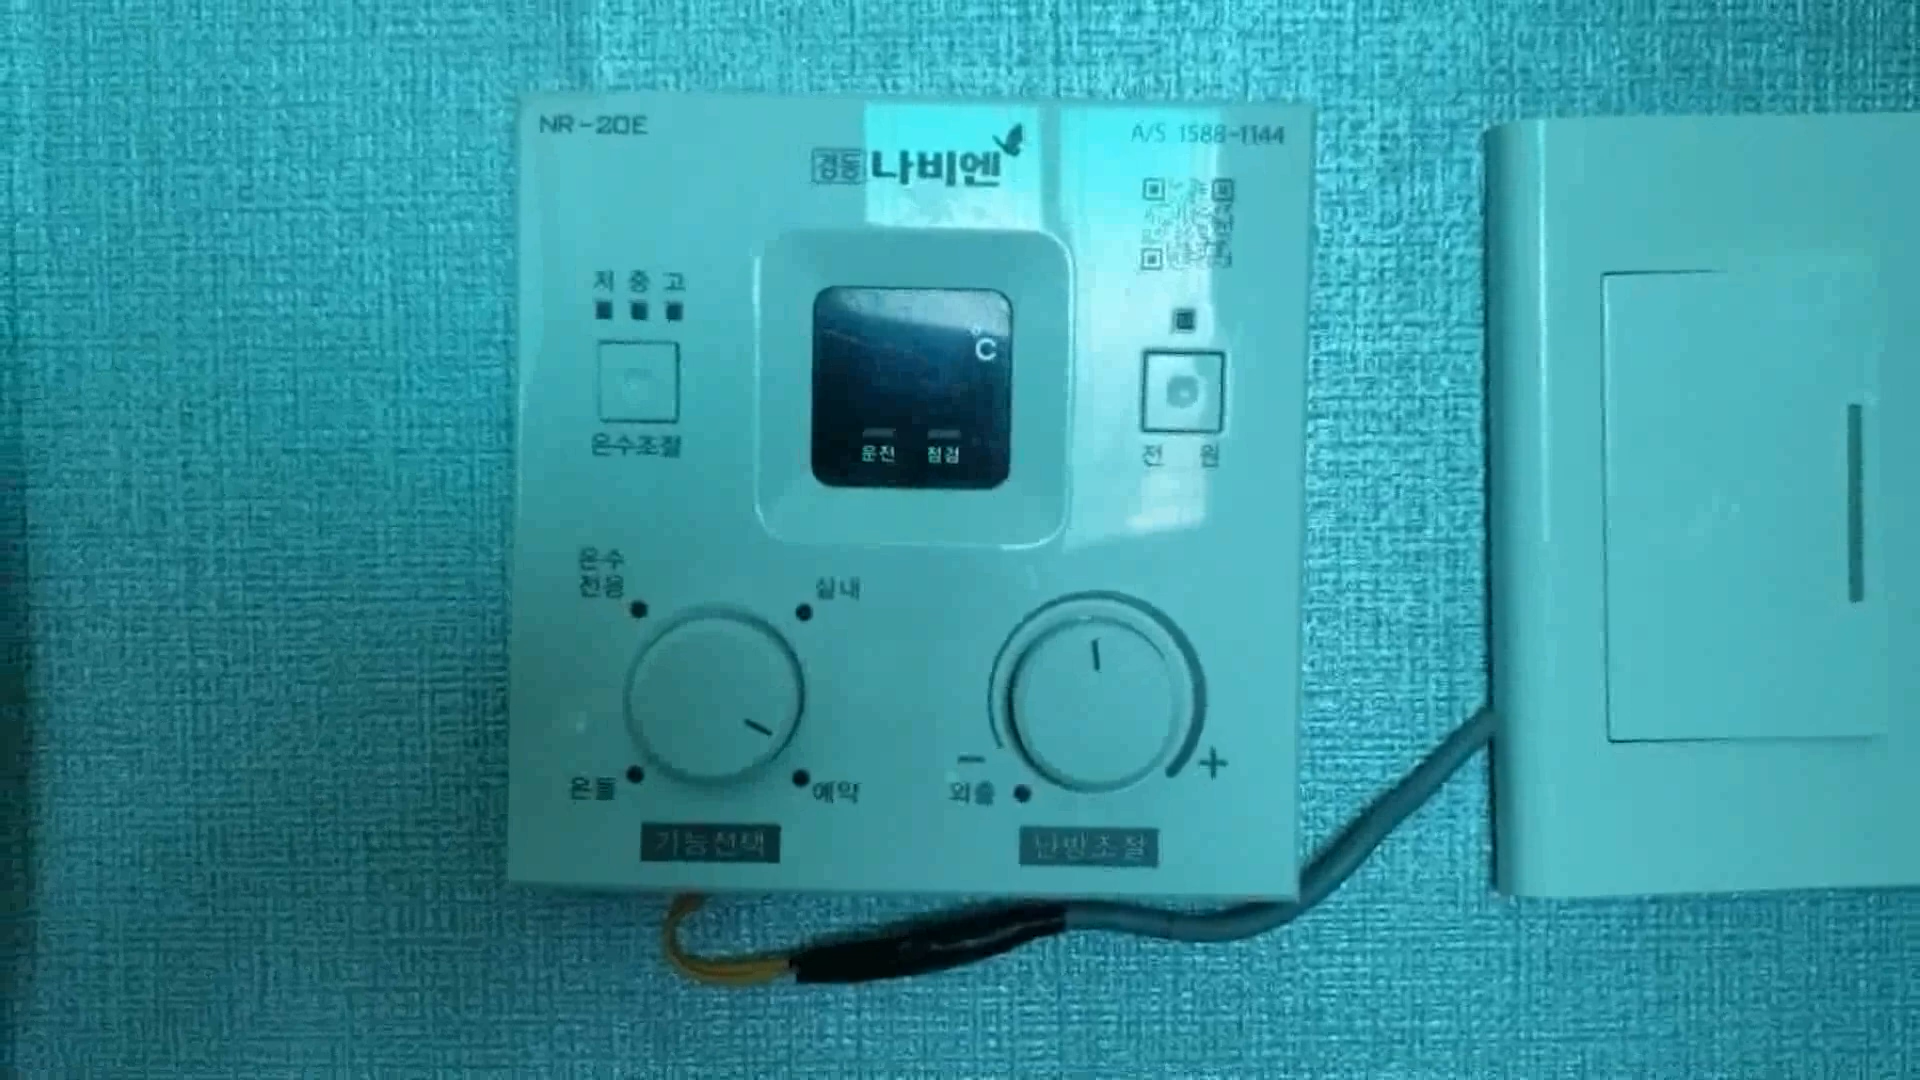 NR-20E
경동 나비엔
A/S 1588-1144
저 중 고
온수조절
℃
운전 점검
전 원
온수
전용
실내
온돌
예약
기능선택
- +
외출
난방조절